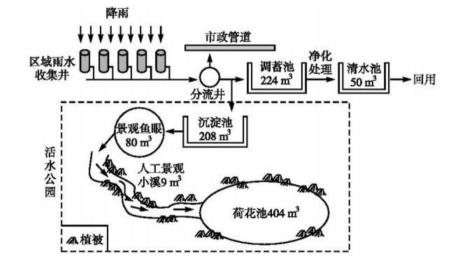 降雨
市政管道
区域雨水
收集井
分流井
调蓄池
224 m³
净化
处理
清水池
50 m³
回用
活水公园
景观鱼眼
80 m³
沉淀池
208 m³
人工景观
小溪9 m³
荷花池404 m³
植被